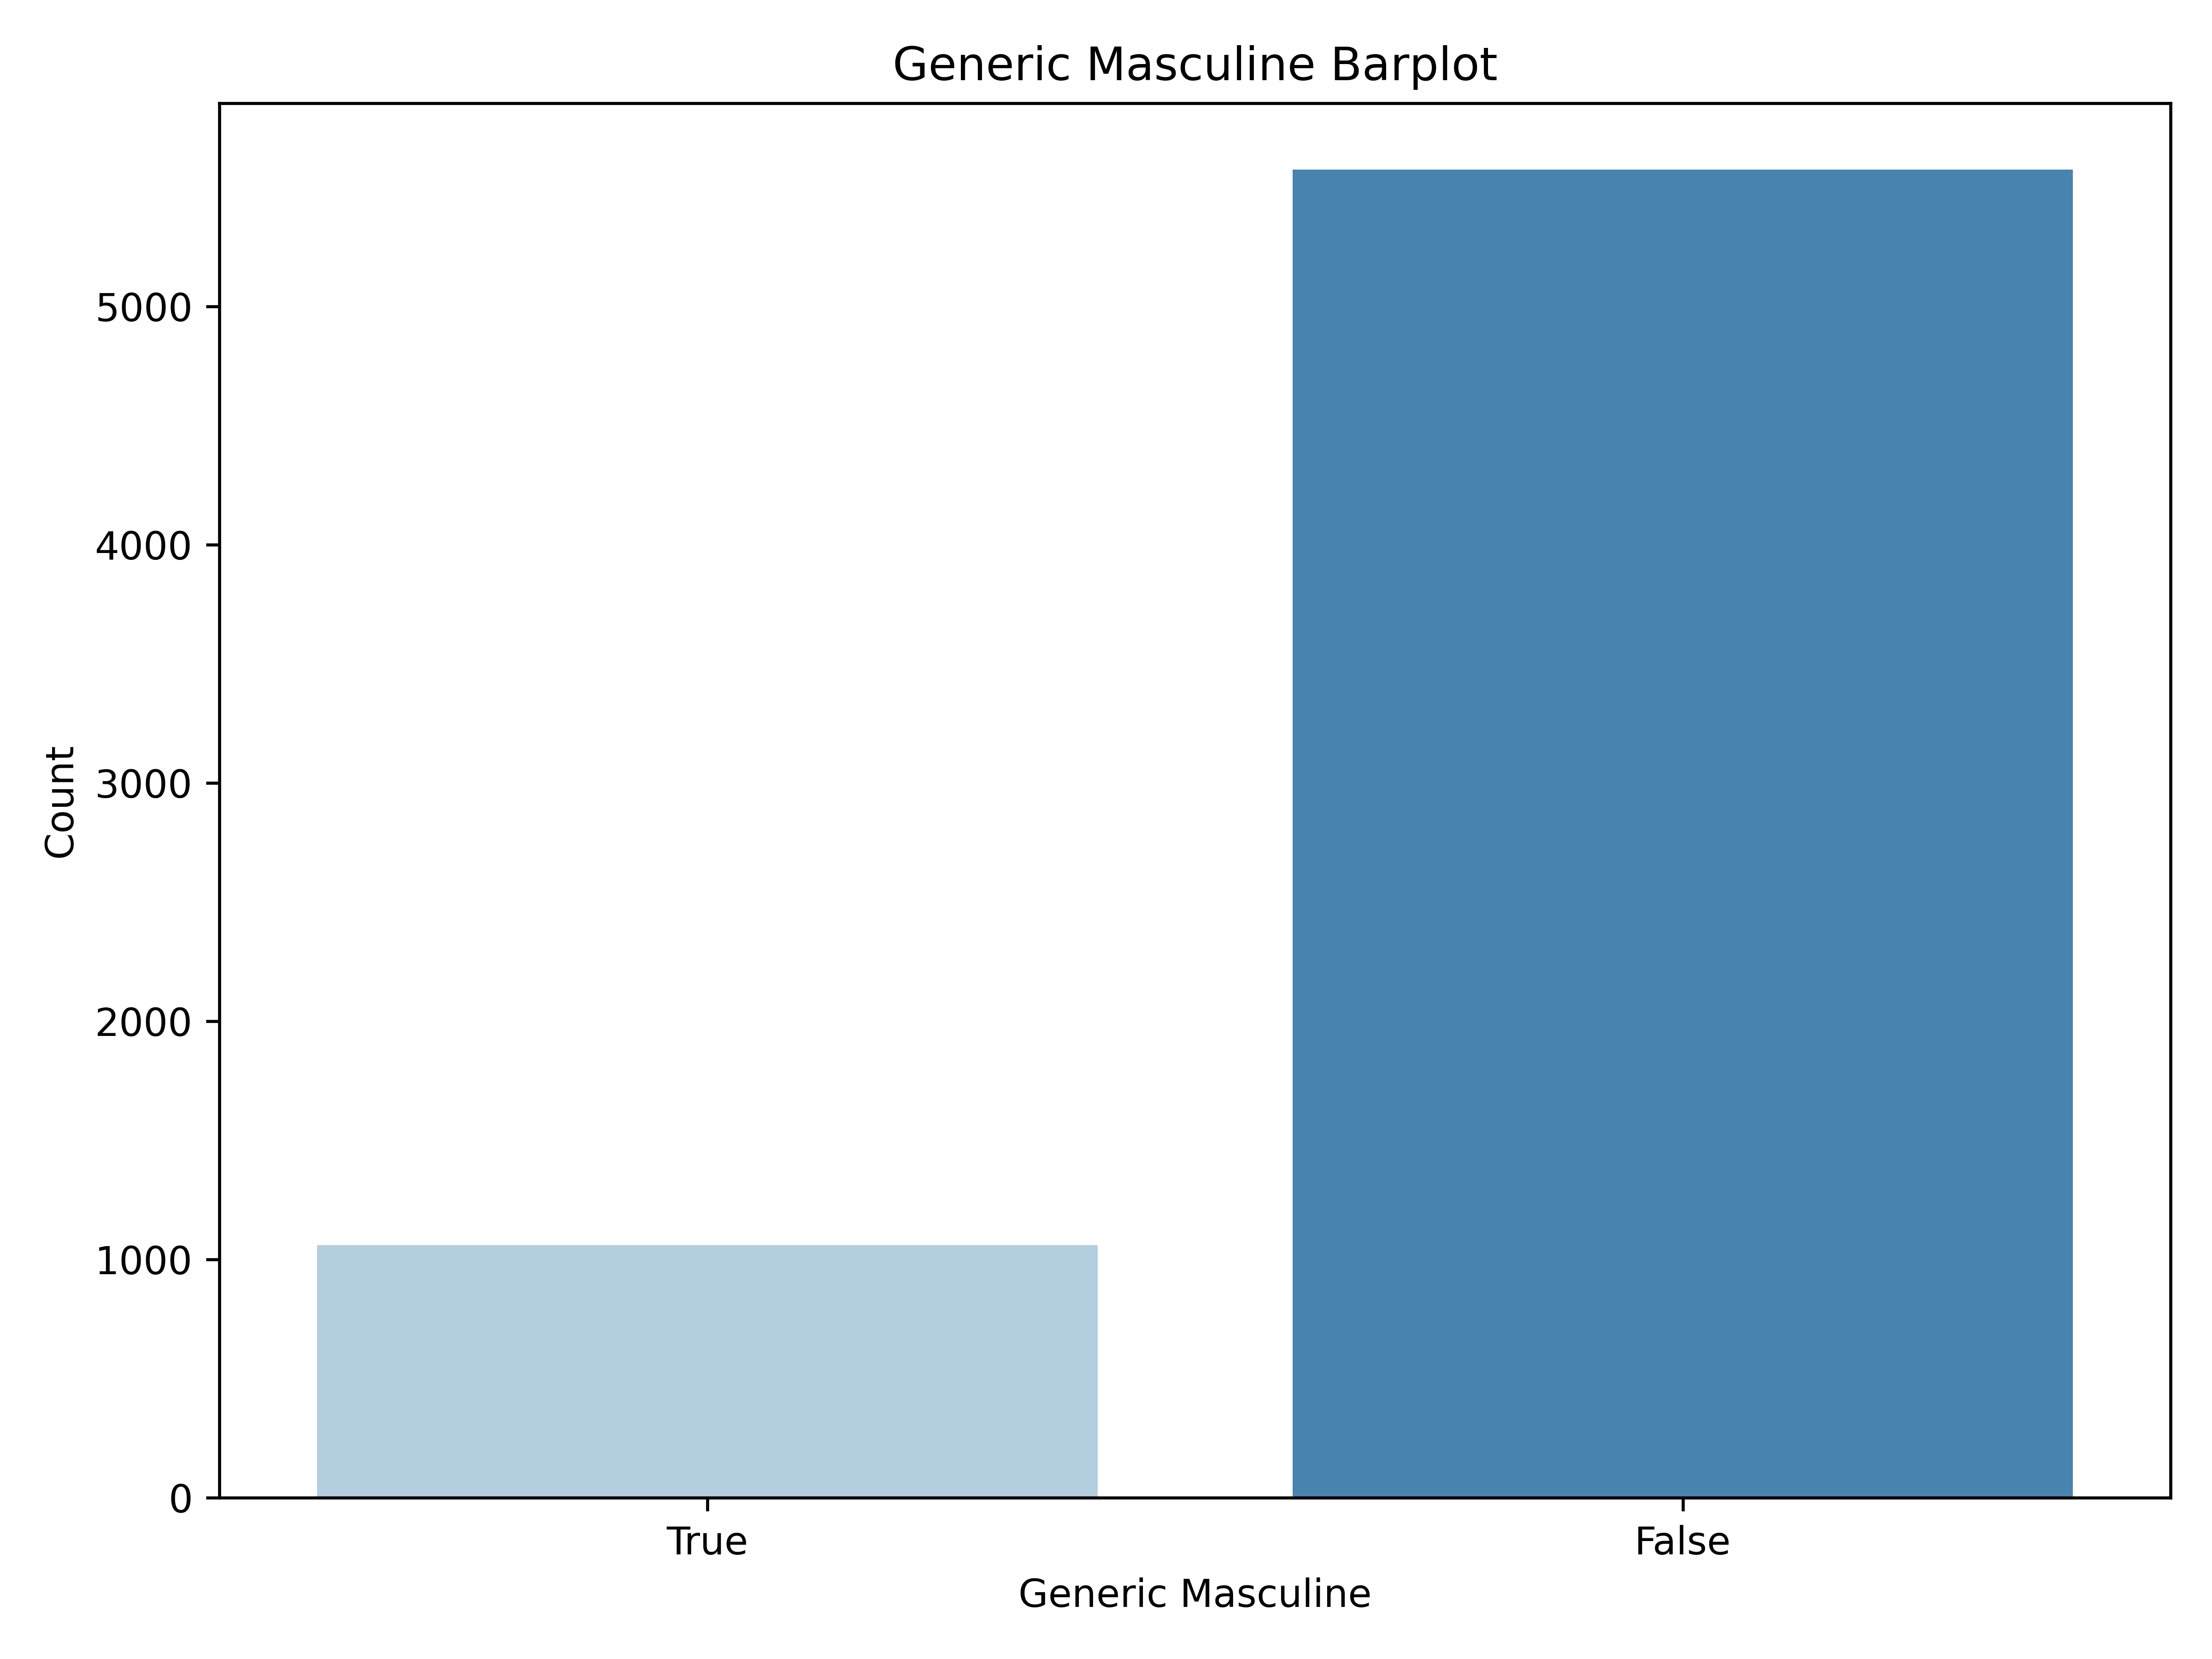 Generic Masculine Barplot
Count
5000
4000
3000
2000
1000
0
True
False
Generic Masculine